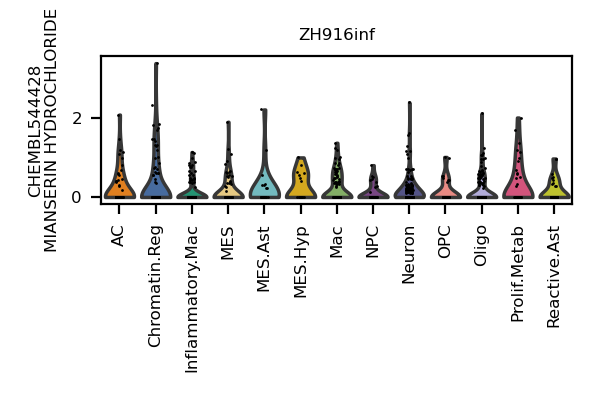 ZH916inf
CHEMBL544428
MIANSERIN HYDROCHLORIDE
2
0
AC
Chromatin.Reg
Inflammatory.Mac
MES
MES.Ast
MES.Hyp
Mac
NPC
Neuron
OPC
Oligo
Prolif.Metab
Reactive.Ast